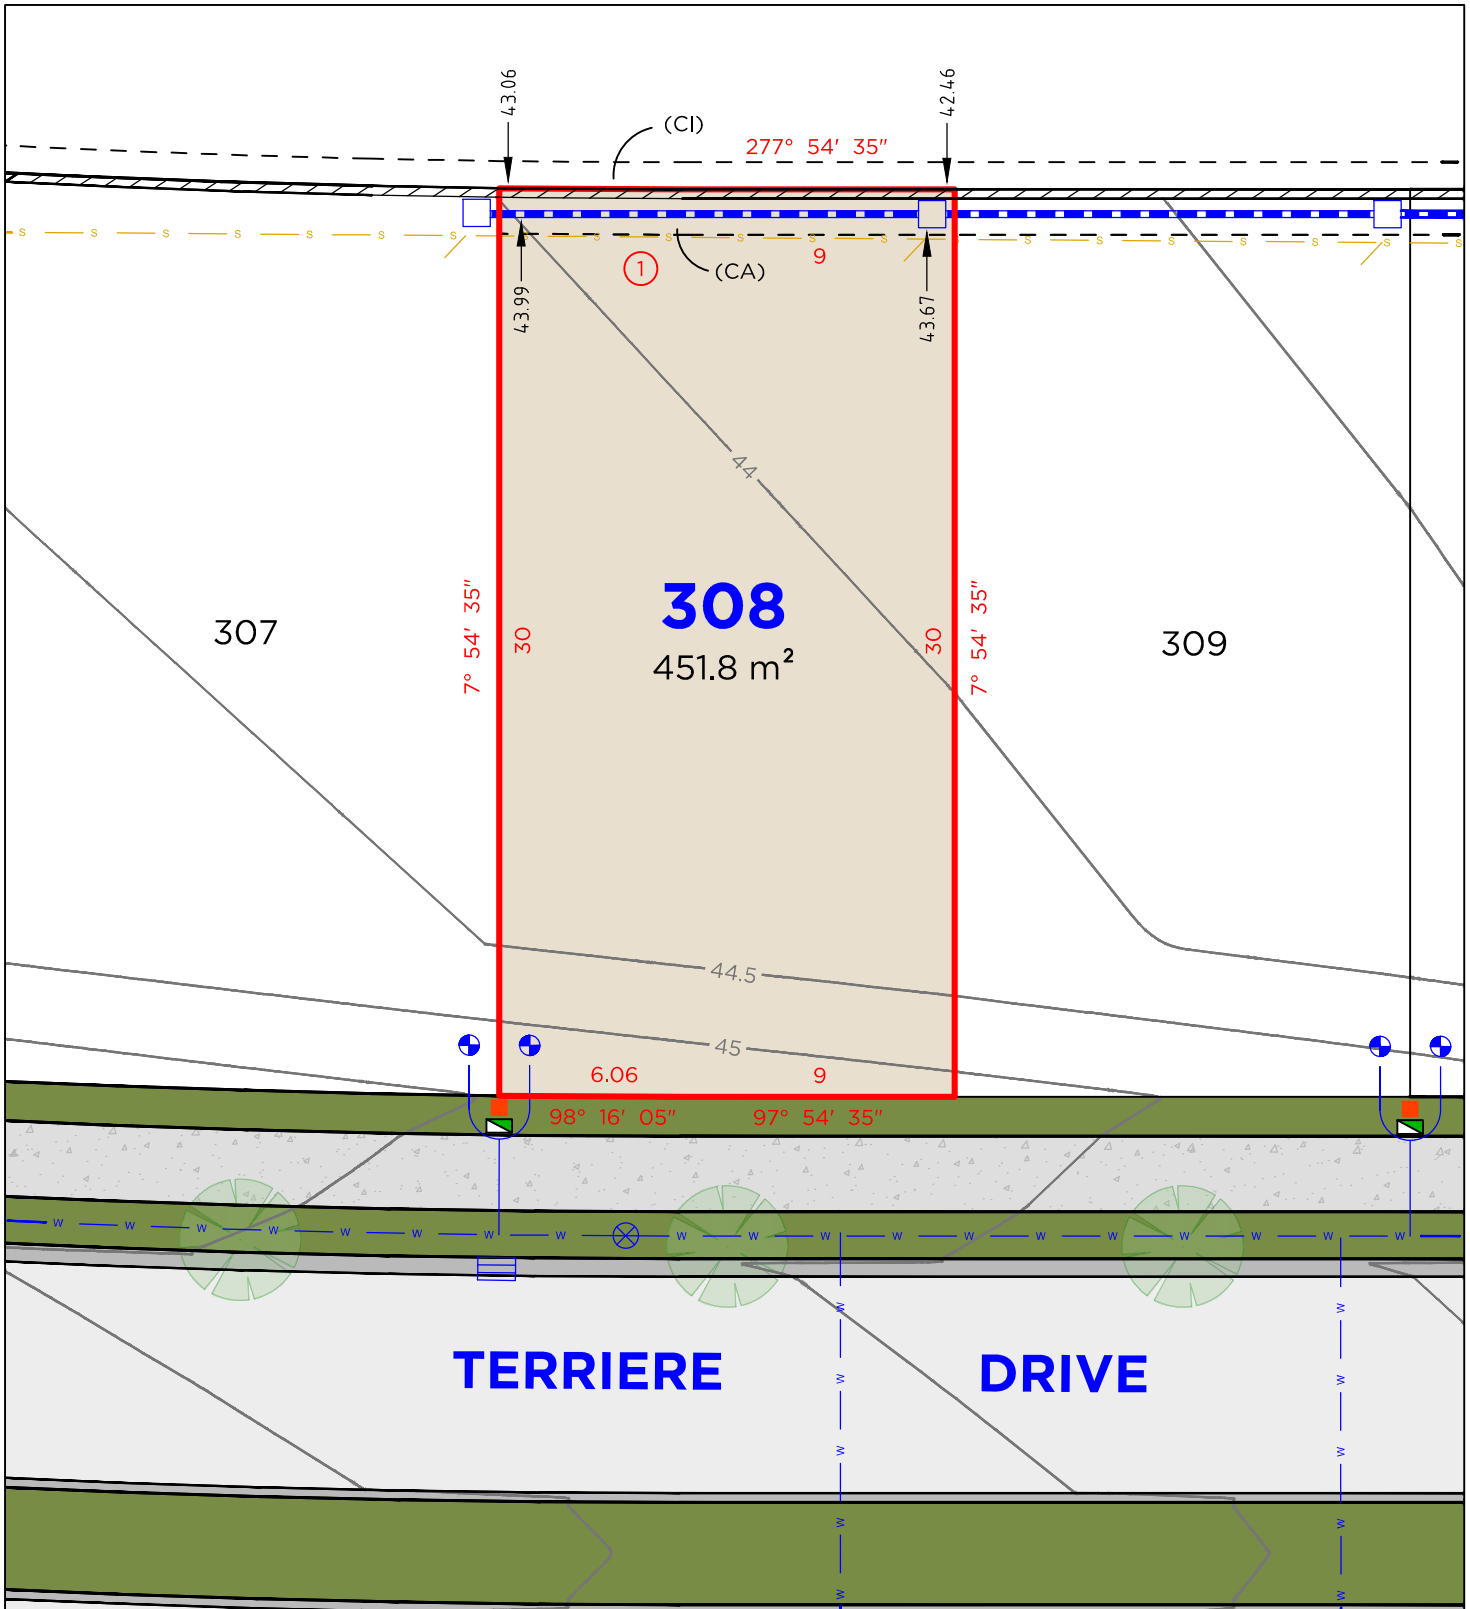 43.06
42.46
(CI)
277° 54' 35"
S S S S S S S S S S S S S S S S S S S S
43.99
1
(CA)
9
43.67
44
308
451.8 m²
307
309
7° 54' 35"
30
30
7° 54' 35"
44.5
45
6.06
9
98° 16' 05"
97° 54' 35"
W W W W W W W W W W W W W W W W W W W
TERRIERE DRIVE
W
W
W
W
W
W
W
W
W
W